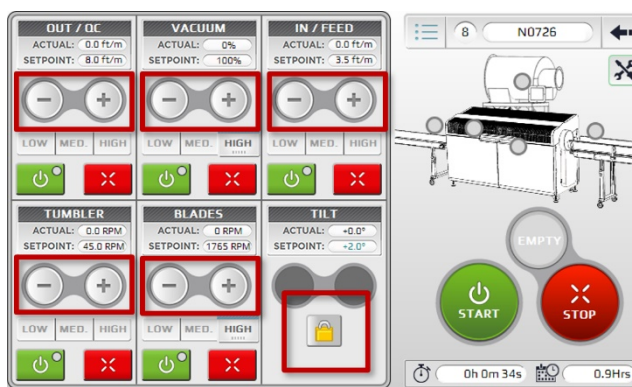 OUT / QC
ACTUAL: 0.0 ft/m
SETPOINT: 8.0 ft/m
LOW MED. HIGH
VACUUM
ACTUAL: 0%
SETPOINT: 100%
LOW MED. HIGH
IN / FEED
ACTUAL: 0.0 ft/m
SETPOINT: 3.5 ft/m
LOW MED. HIGH
TUMBLER
ACTUAL: 0.0 RPM
SETPOINT: 45.0 RPM
LOW MED. HIGH
BLADES
ACTUAL: 0 RPM
SETPOINT: 1765 RPM
LOW MED. HIGH
TILT
ACTUAL: +0.0°
SETPOINT: +2.0°
8 N0726
EMPTY
START
STOP
0h 0m 34s 0.9Hrs